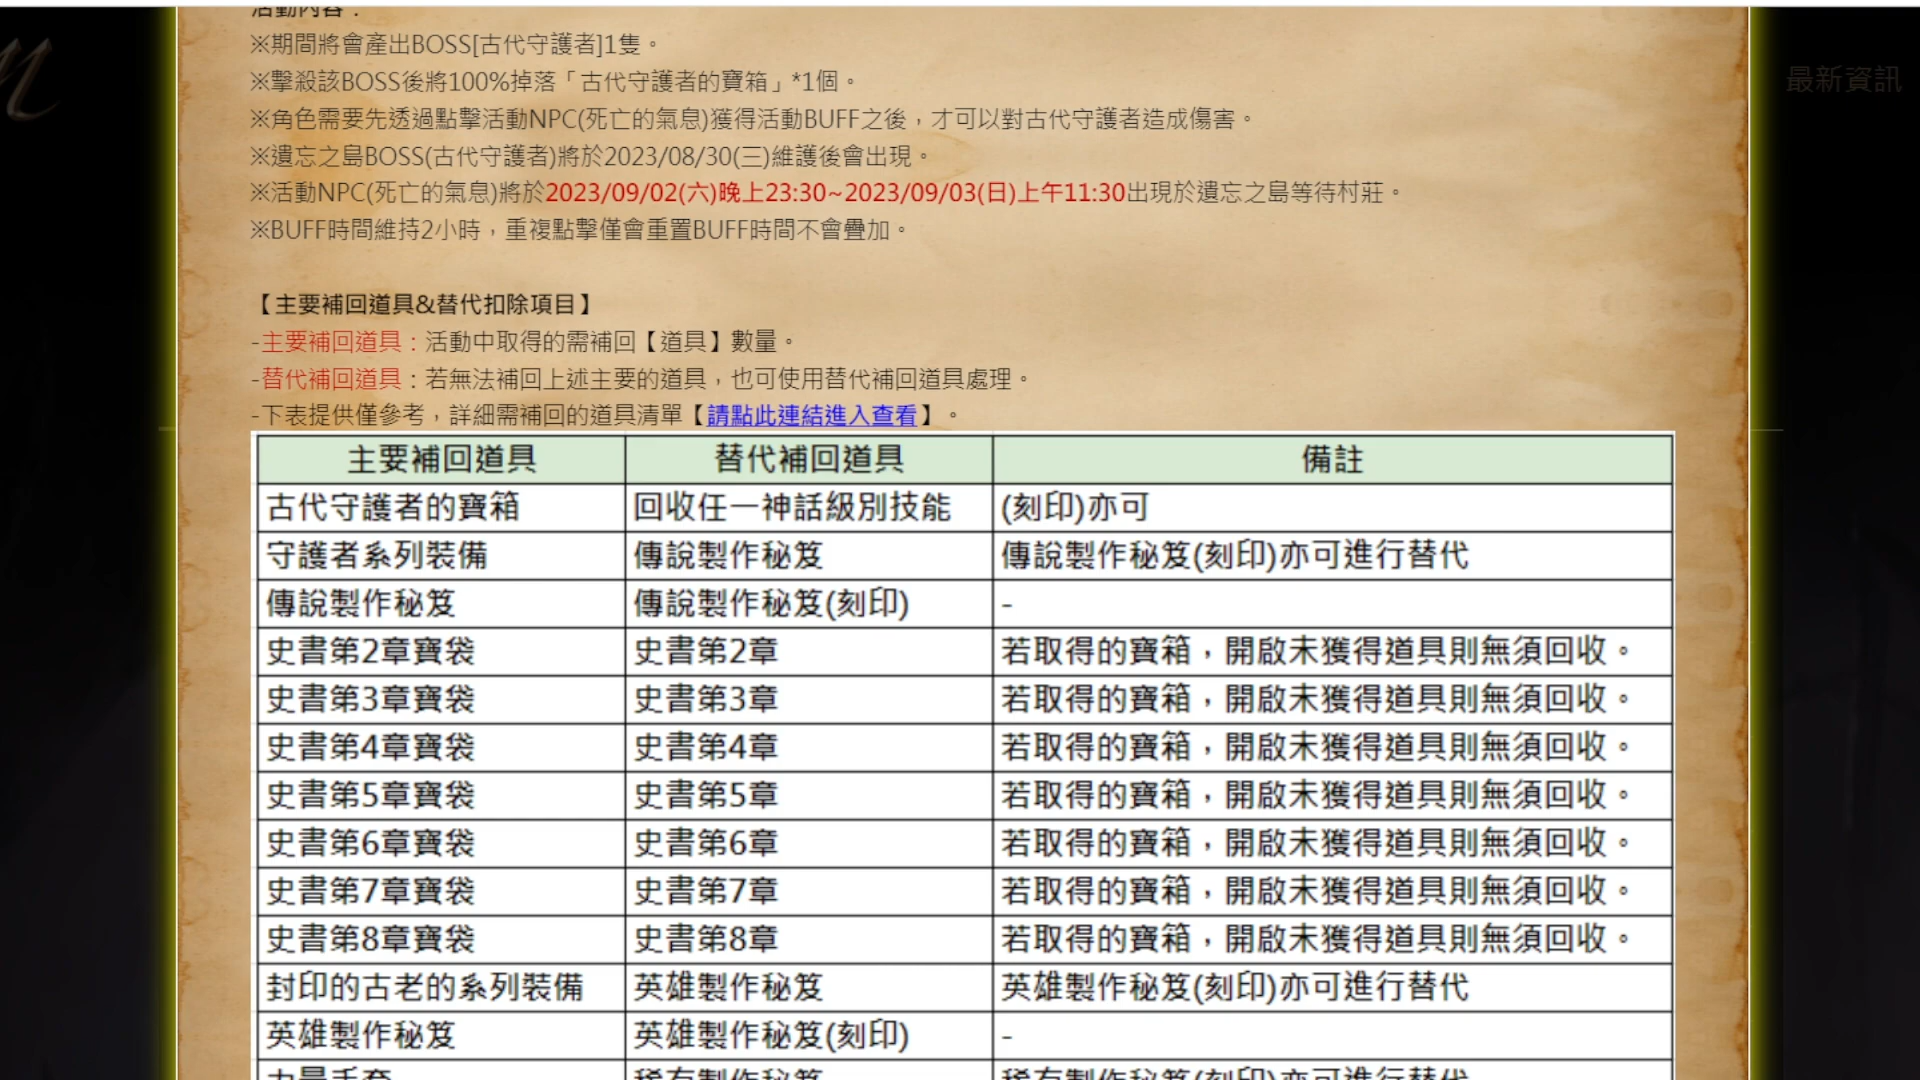 活動內容：
※期間將會產出BOSS[古代守護者]1隻。
最新資訊
※擊殺該BOSS後將100%掉落「古代守護者的寶箱」*1個。
※角色需要先透過點擊活動NPC(死亡的氣息)獲得活動BUFF之後，才可以對古代守護者造成傷害。
※遺忘之島BOSS(古代守護者)將於2023/08/30(三)維護後會出現。
※活動NPC(死亡的氣息)將於2023/09/02(六)晚上23:30~2023/09/03(日)上午11:30出現於遺忘之島等待村莊。
※BUFF時間維持2小時，重複點擊僅會重置BUFF時間不會疊加。
【主要補回道具&替代扣除項目】
-主要補回道具：活動中取得的需補回【道具】數量。
-替代補回道具：若無法補回上述主要的道具，也可使用替代補回道具處理。
-下表提供僅參考，詳細需補回的道具清單【請點此連結進入查看】。
主要補回道具 替代補回道具 備註
古代守護者的寶箱 回收任一神話級別技能 (刻印)亦可
守護者系列裝備 傳說製作秘笈 傳說製作秘笈(刻印)亦可進行替代
傳說製作秘笈 傳說製作秘笈(刻印) -
史書第2章寶袋 史書第2章 若取得的寶箱，開啟未獲得道具則無須回收。
史書第3章寶袋 史書第3章 若取得的寶箱，開啟未獲得道具則無須回收。
史書第4章寶袋 史書第4章 若取得的寶箱，開啟未獲得道具則無須回收。
史書第5章寶袋 史書第5章 若取得的寶箱，開啟未獲得道具則無須回收。
史書第6章寶袋 史書第6章 若取得的寶箱，開啟未獲得道具則無須回收。
史書第7章寶袋 史書第7章 若取得的寶箱，開啟未獲得道具則無須回收。
史書第8章寶袋 史書第8章 若取得的寶箱，開啟未獲得道具則無須回收。
封印的古老的系列裝備 英雄製作秘笈 英雄製作秘笈(刻印)亦可進行替代
英雄製作秘笈 英雄製作秘笈(刻印) -
力量手套 稀有製作秘笈 稀有製作秘笈(刻印)亦可進行替代